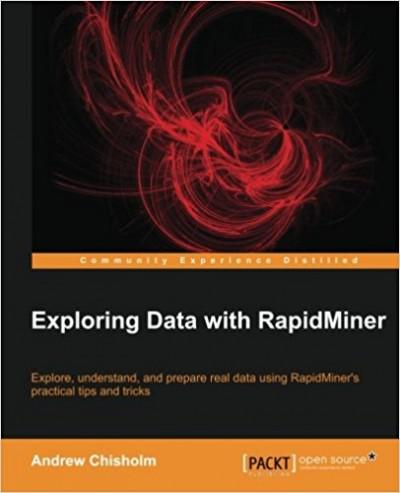 Community Experience Distilled
Exploring Data with RapidMiner
Explore, understand, and prepare real data using RapidMiner's
practical tips and tricks
Andrew Chisholm
[PACKT] open source*
PUBLISHING